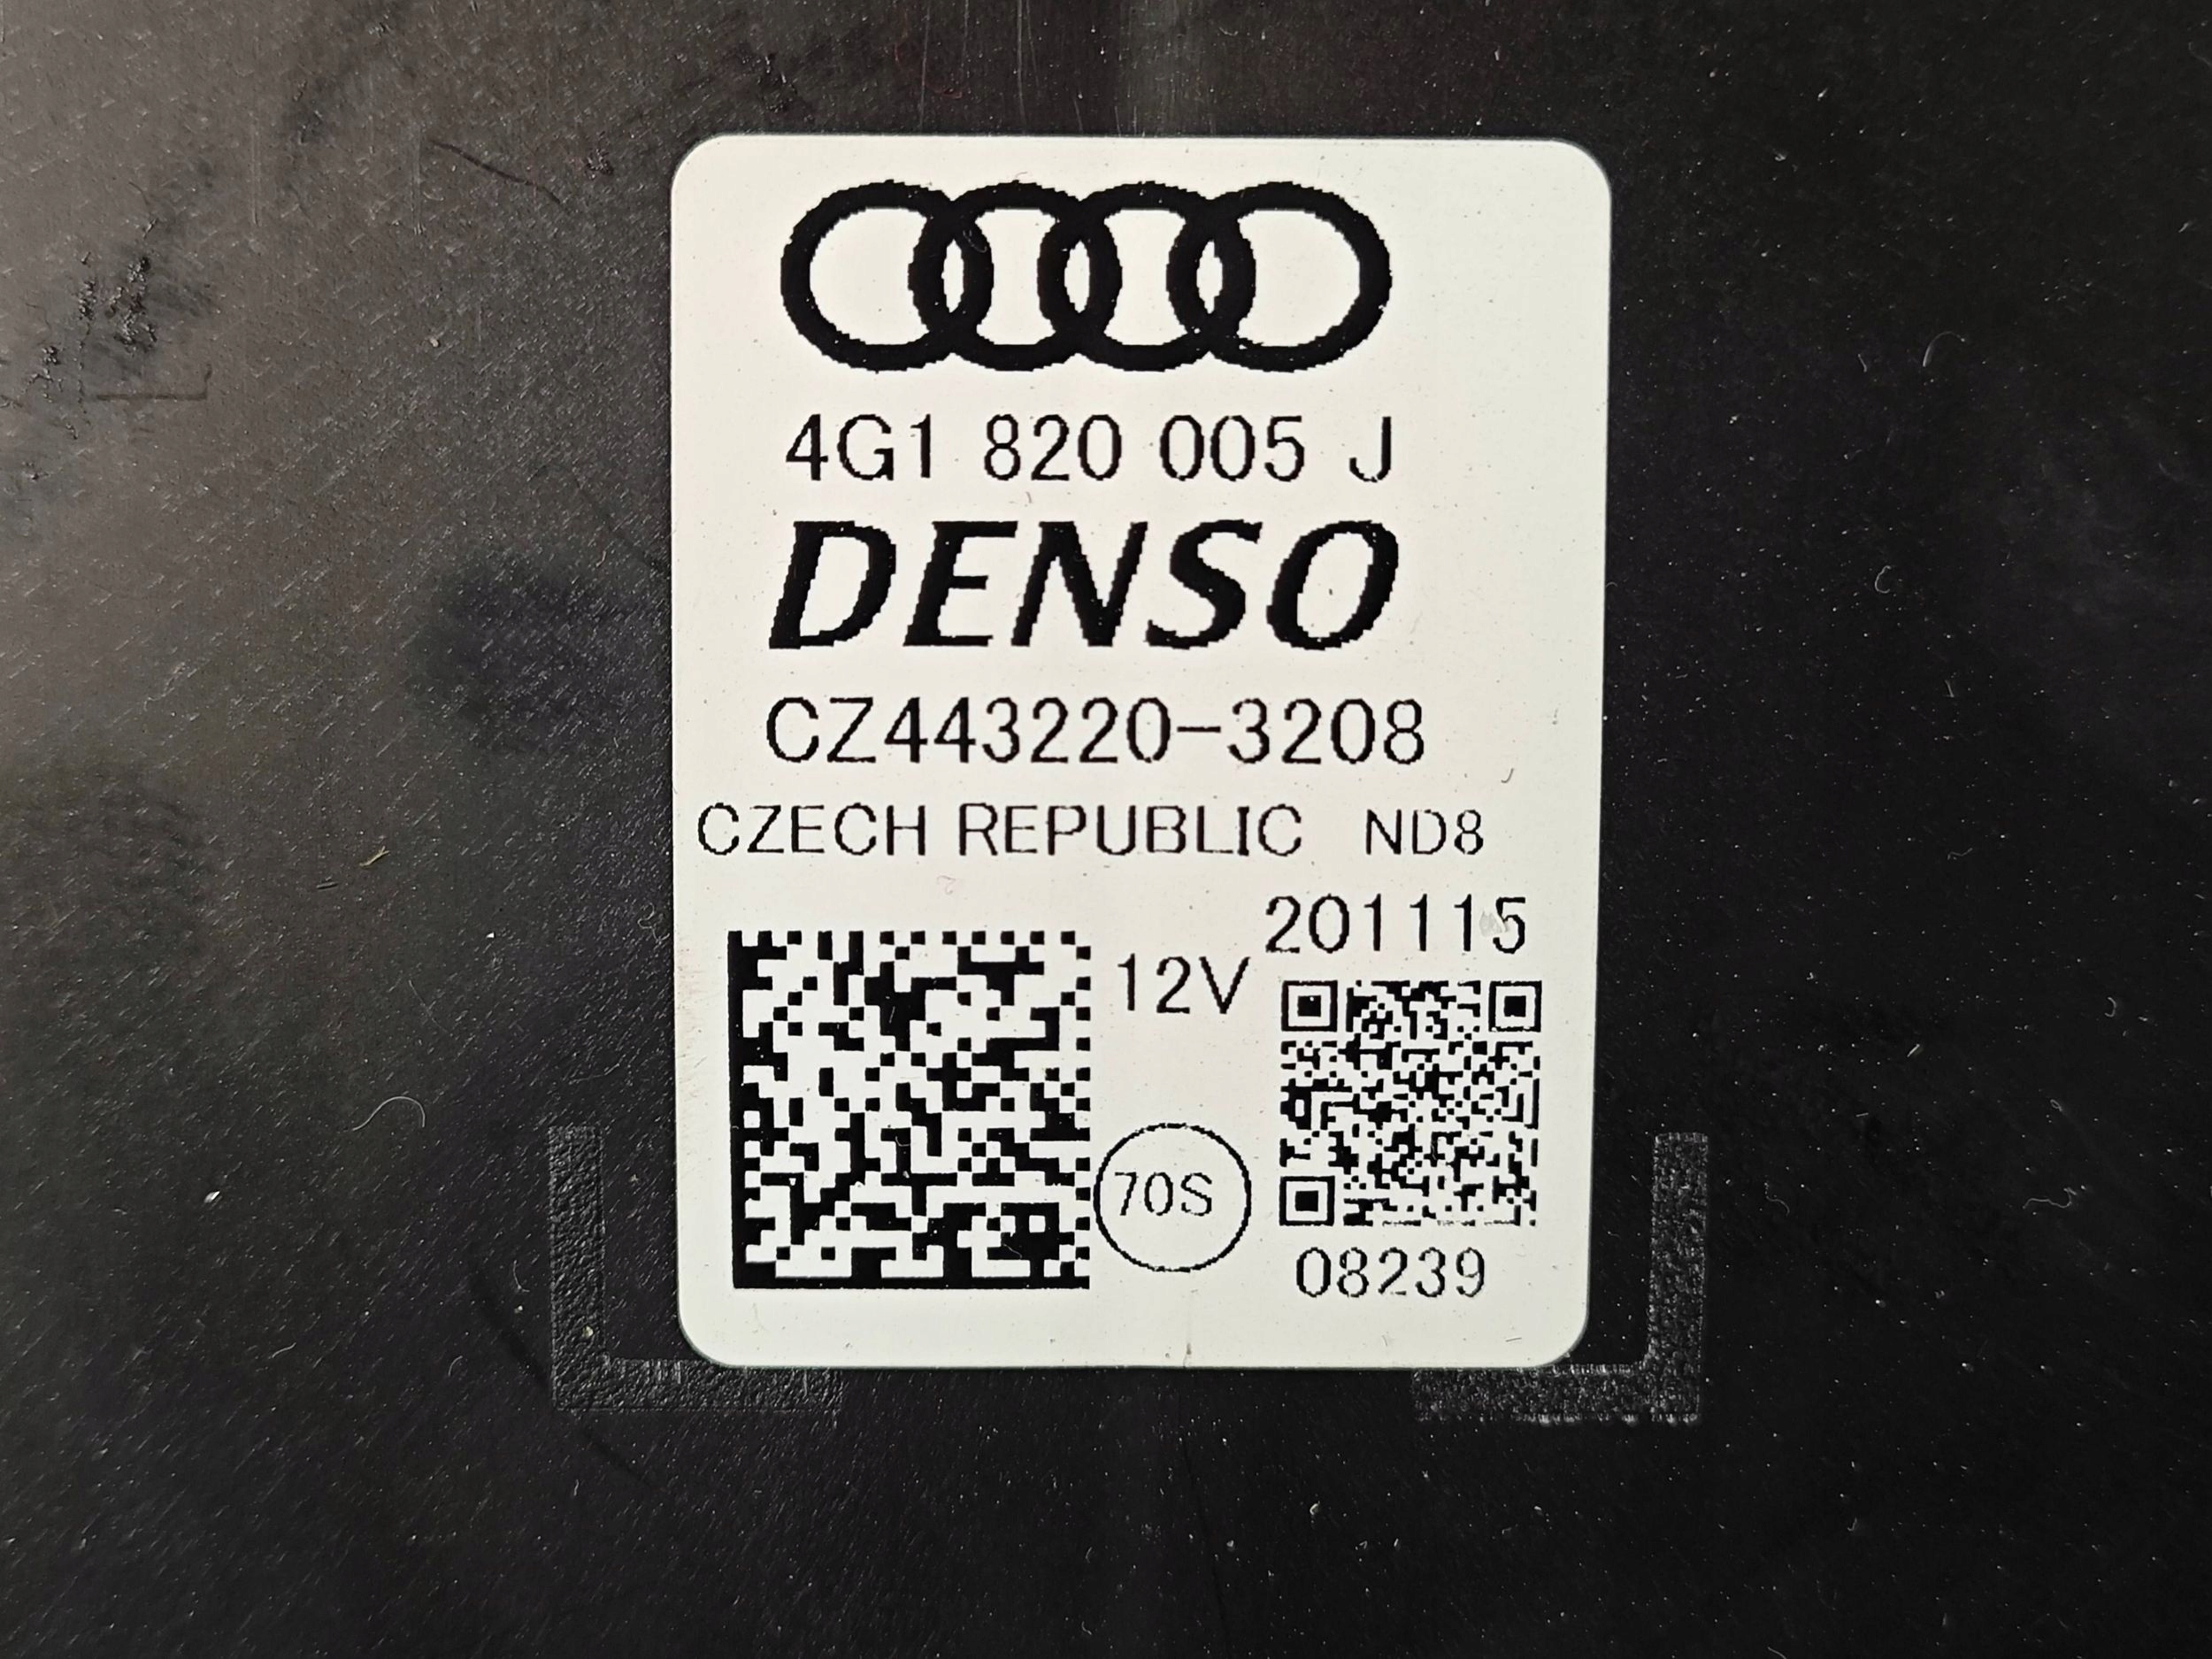 4G1 820 005 J
DENSO
CZ443220-3208
CZECH REPUBLIC ND8
201115
12V
70S
08239